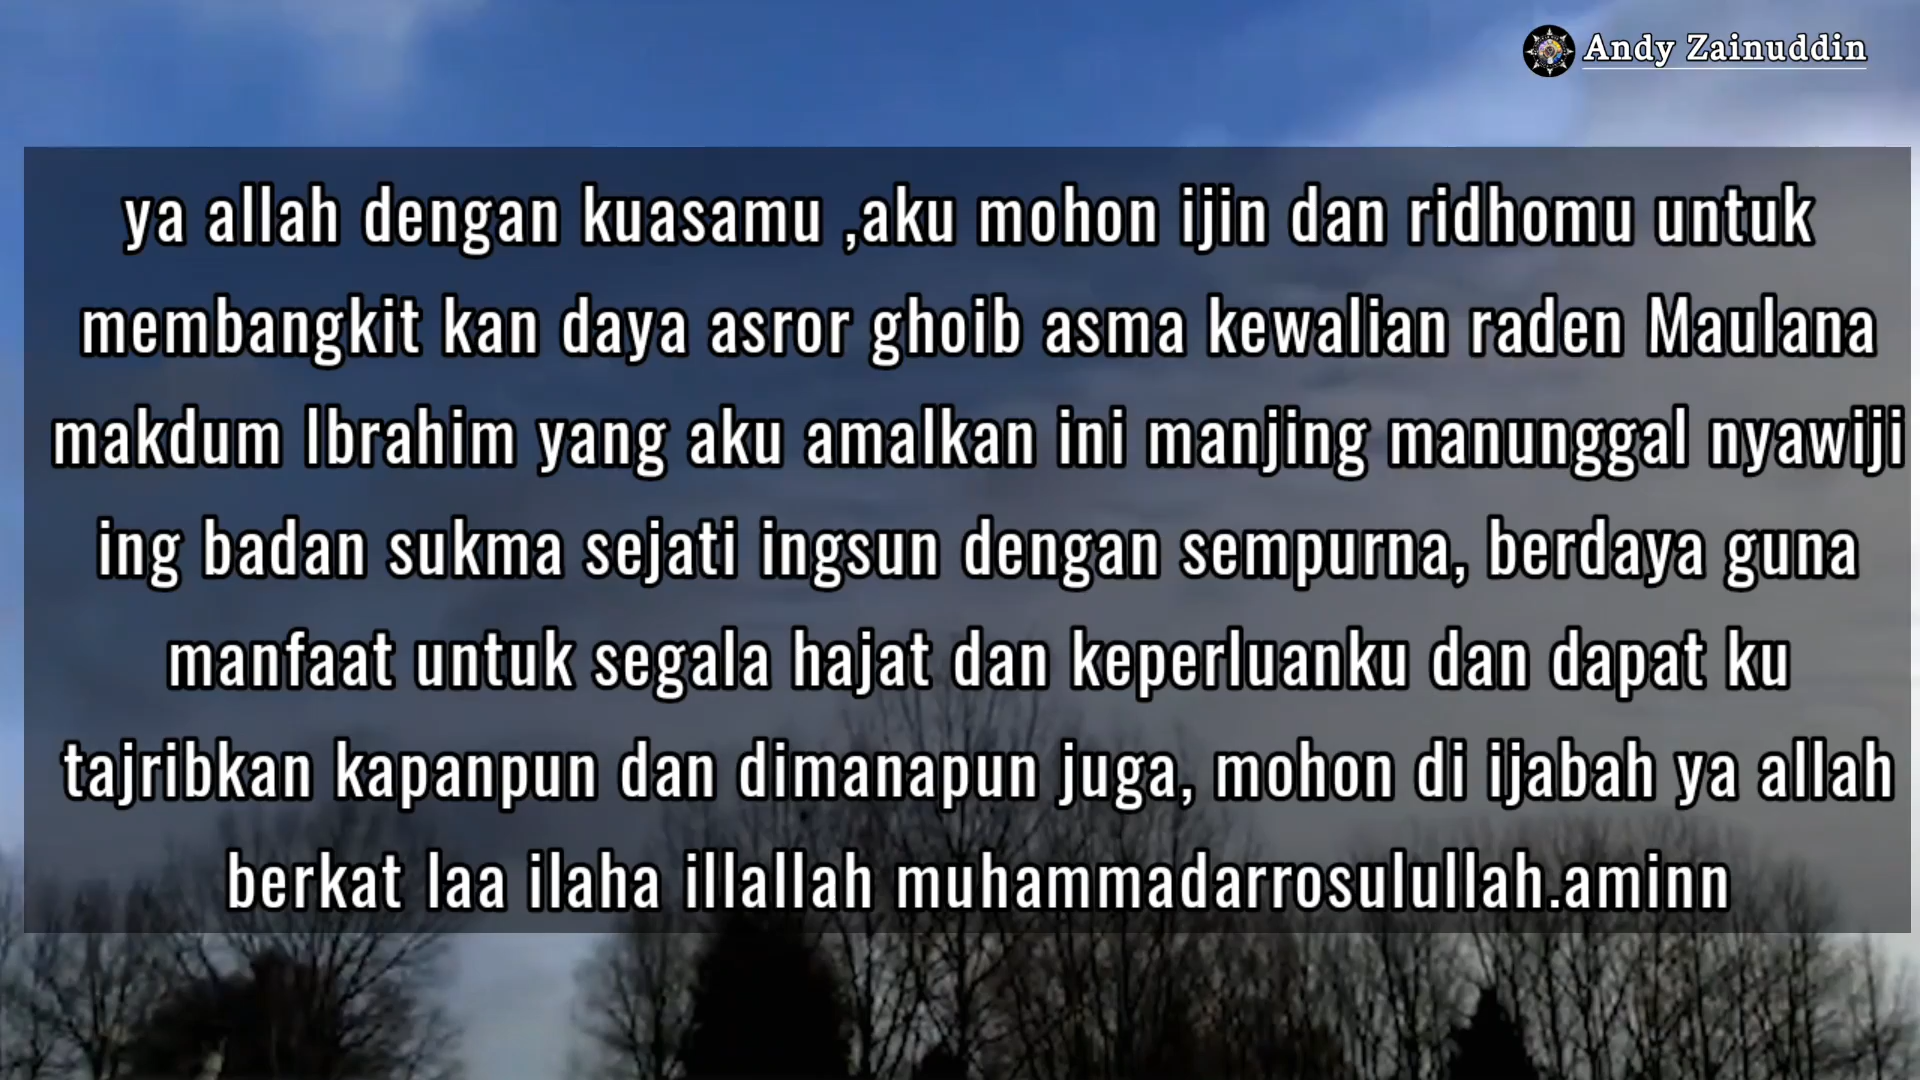 Andy Zainuddin
ya allah dengan kuasamu ,aku mohon ijin dan ridhomu untuk
membangkit kan daya asror ghoib asma kewalian raden Maulana
makdum Ibrahim yang aku amalkan ini manjing manunggal nyawiji
ing badan sukma sejati ingsun dengan sempurna, berdaya guna
manfaat untuk segala hajat dan keperluanku dan dapat ku
tajribkan kapanpun dan dimanapun juga, mohon di ijabah ya allah
berkat laa ilaha illallah muhammadarrosulullah.aminn